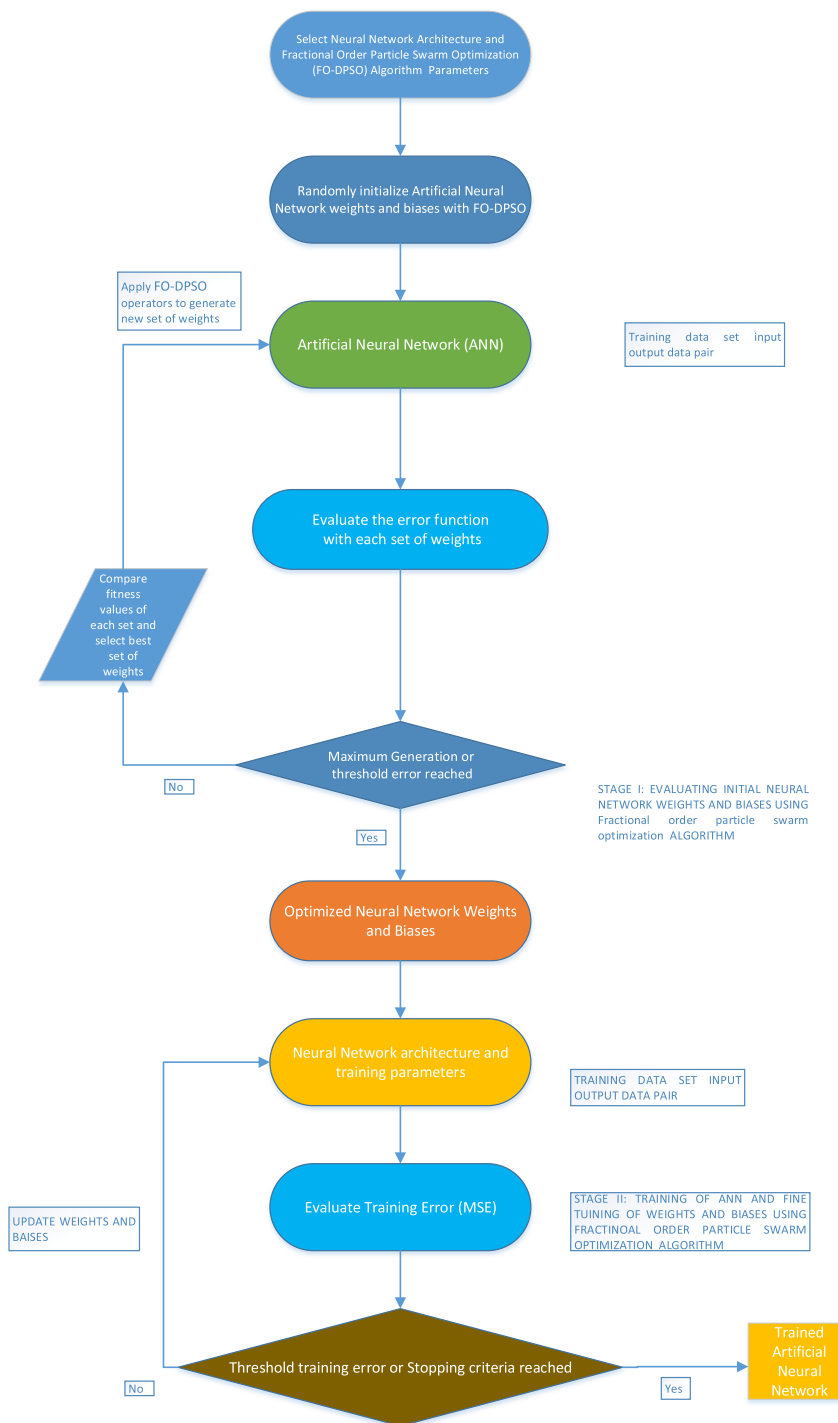 Select Neural Network Architecture and
Fractional Order Particle Swarm Optimization
(FO-DPSO) Algorithm Parameters
Randomly initialize Artificial Neural
Network weights and biases with FO-DPSO
Apply FO-DPSO
operators to generate
new set of weights
Artificial Neural Network (ANN)
Training data set input
output data pair
Evaluate the error function
with each set of weights
Compare
fitness
values of
each set and
select best
set of
weights
Maximum Generation or
threshold error reached
No
STAGE I: EVALUATING INITIAL NEURAL
NETWORK WEIGHTS AND BIASES USING
Fractional order particle swarm
optimization ALGORITHM
Yes
Optimized Neural Network Weights
and Biases
Neural Network architecture and
training parameters
TRAINING DATA SET INPUT
OUTPUT DATA PAIR
Evaluate Training Error (MSE)
STAGE II: TRAINING OF ANN AND FINE
TUINING OF WEIGHTS AND BIASES USING
FRACTINOAL ORDER PARTICLE SWARM
OPTIMIZATION ALGORITHM
UPDATE WEIGHTS AND
BAISES
Threshold training error or Stopping criteria reached
No
Yes
Trained
Artificial
Neural
Network